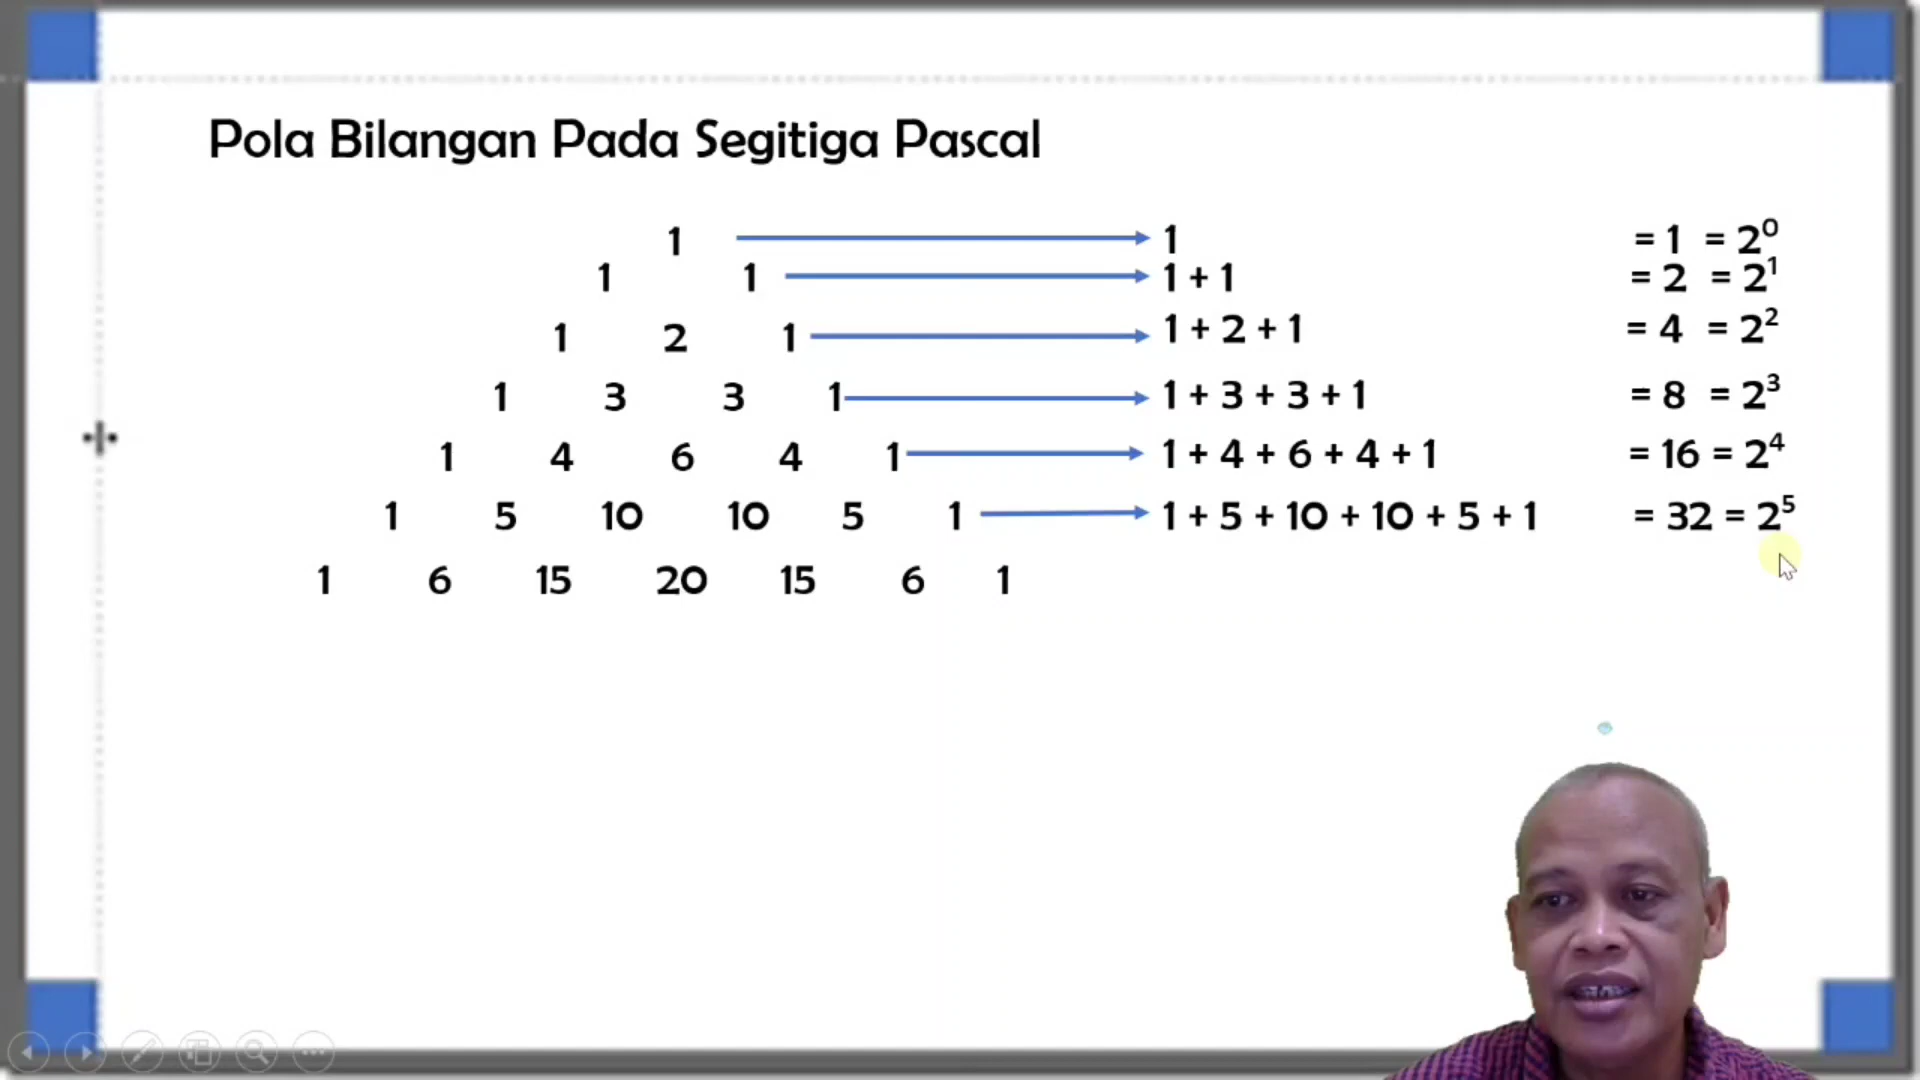 Pola Bilangan Pada Segitiga Pascal
1 1 = 1 = 2⁰
1 1 1 + 1 = 2 = 2¹
1 2 1 1 + 2 + 1 = 4 = 2²
1 3 3 1 1 + 3 + 3 + 1 = 8 = 2³
1 4 6 4 1 1 + 4 + 6 + 4 + 1 = 16 = 2⁴
1 5 10 10 5 1 1 + 5 + 10 + 10 + 5 + 1 = 32 = 2⁵
1 6 15 20 15 6 1